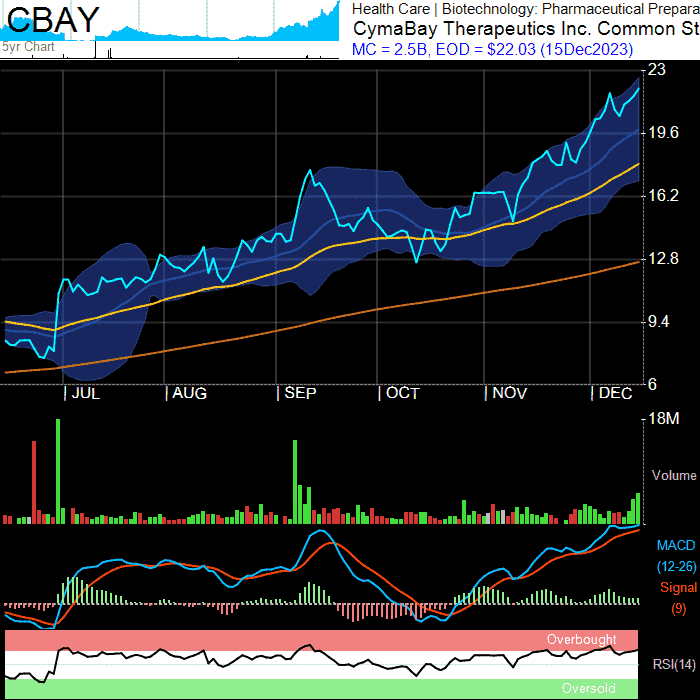 CBAY
5yr Chart
Health Care | Biotechnology: Pharmaceutical Prepara
CymaBay Therapeutics Inc. Common St
MC = 2.5B, EOD = $22.03 (15Dec2023)
23
19.6
16.2
12.8
9.4
6
| JUL | AUG | SEP | OCT | NOV | DEC
18M
Volume
MACD
(12-26)
Signal
(9)
Overbought
RSI(14)
Oversold